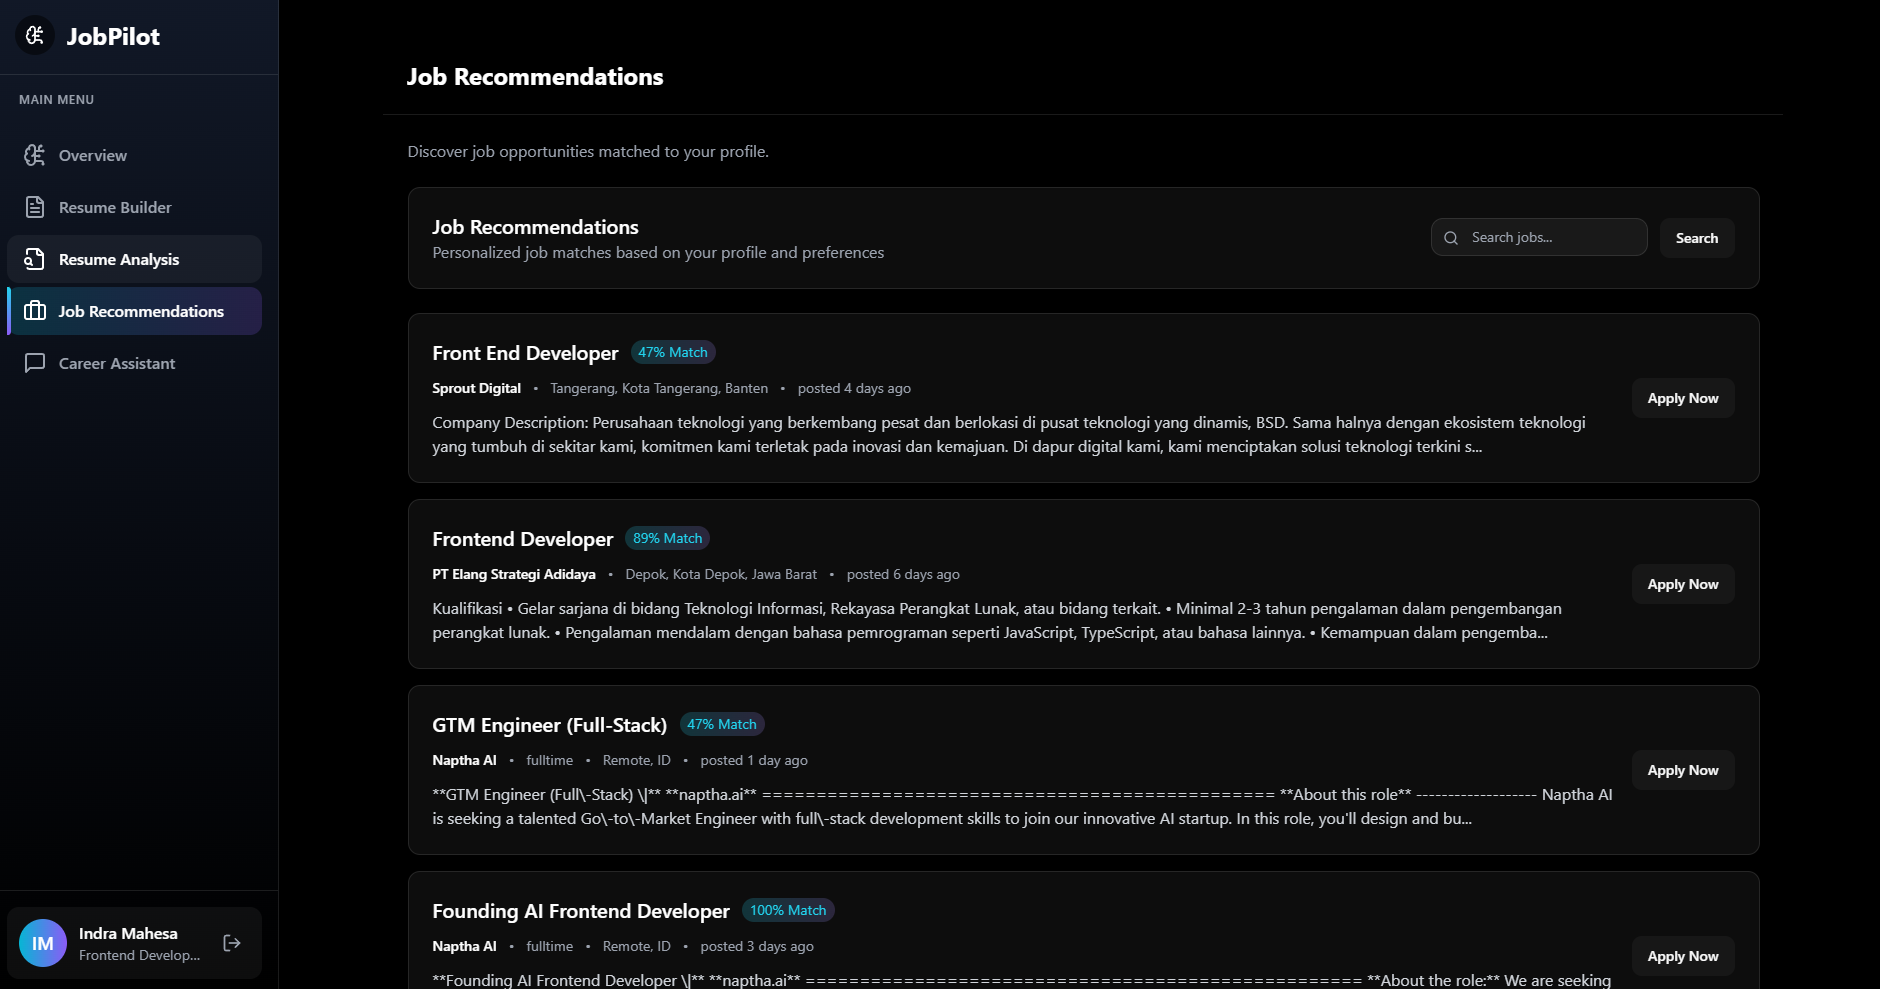 JobPilot
MAIN MENU
Overview
Resume Builder
Resume Analysis
Job Recommendations
Career Assistant
IM
Indra Mahesa
Frontend Develop...
Job Recommendations
Discover job opportunities matched to your profile.
Job Recommendations
Personalized job matches based on your profile and preferences
Search jobs...
Search
Front End Developer 47% Match
Sprout Digital • Tangerang, Kota Tangerang, Banten • posted 4 days ago
Company Description: Perusahaan teknologi yang berkembang pesat dan berlokasi di pusat teknologi yang dinamis, BSD. Sama halnya dengan ekosistem teknologi
yang tumbuh di sekitar kami, komitmen kami terletak pada inovasi dan kemajuan. Di dapur digital kami, kami menciptakan solusi teknologi terkini s...
Apply Now
Frontend Developer 89% Match
PT Elang Strategi Adidaya • Depok, Kota Depok, Jawa Barat • posted 6 days ago
Kualifikasi • Gelar sarjana di bidang Teknologi Informasi, Rekayasa Perangkat Lunak, atau bidang terkait. • Minimal 2-3 tahun pengalaman dalam pengembangan
perangkat lunak. • Pengalaman mendalam dengan bahasa pemrograman seperti JavaScript, TypeScript, atau bahasa lainnya. • Kemampuan dalam pengemba...
Apply Now
GTM Engineer (Full-Stack) 47% Match
Naptha AI • fulltime • Remote, ID • posted 1 day ago
**GTM Engineer (Full\-Stack) \|** **naptha.ai** =============================================== **About this role** ------------------- Naptha AI
is seeking a talented Go\-to\-Market Engineer with full\-stack development skills to join our innovative AI startup. In this role, you'll design and bu...
Apply Now
Founding AI Frontend Developer 100% Match
Naptha AI • fulltime • Remote, ID • posted 3 days ago
**Founding AI Frontend Developer \|** **naptha.ai** =================================================== **About the role:** We are seeking
Apply Now